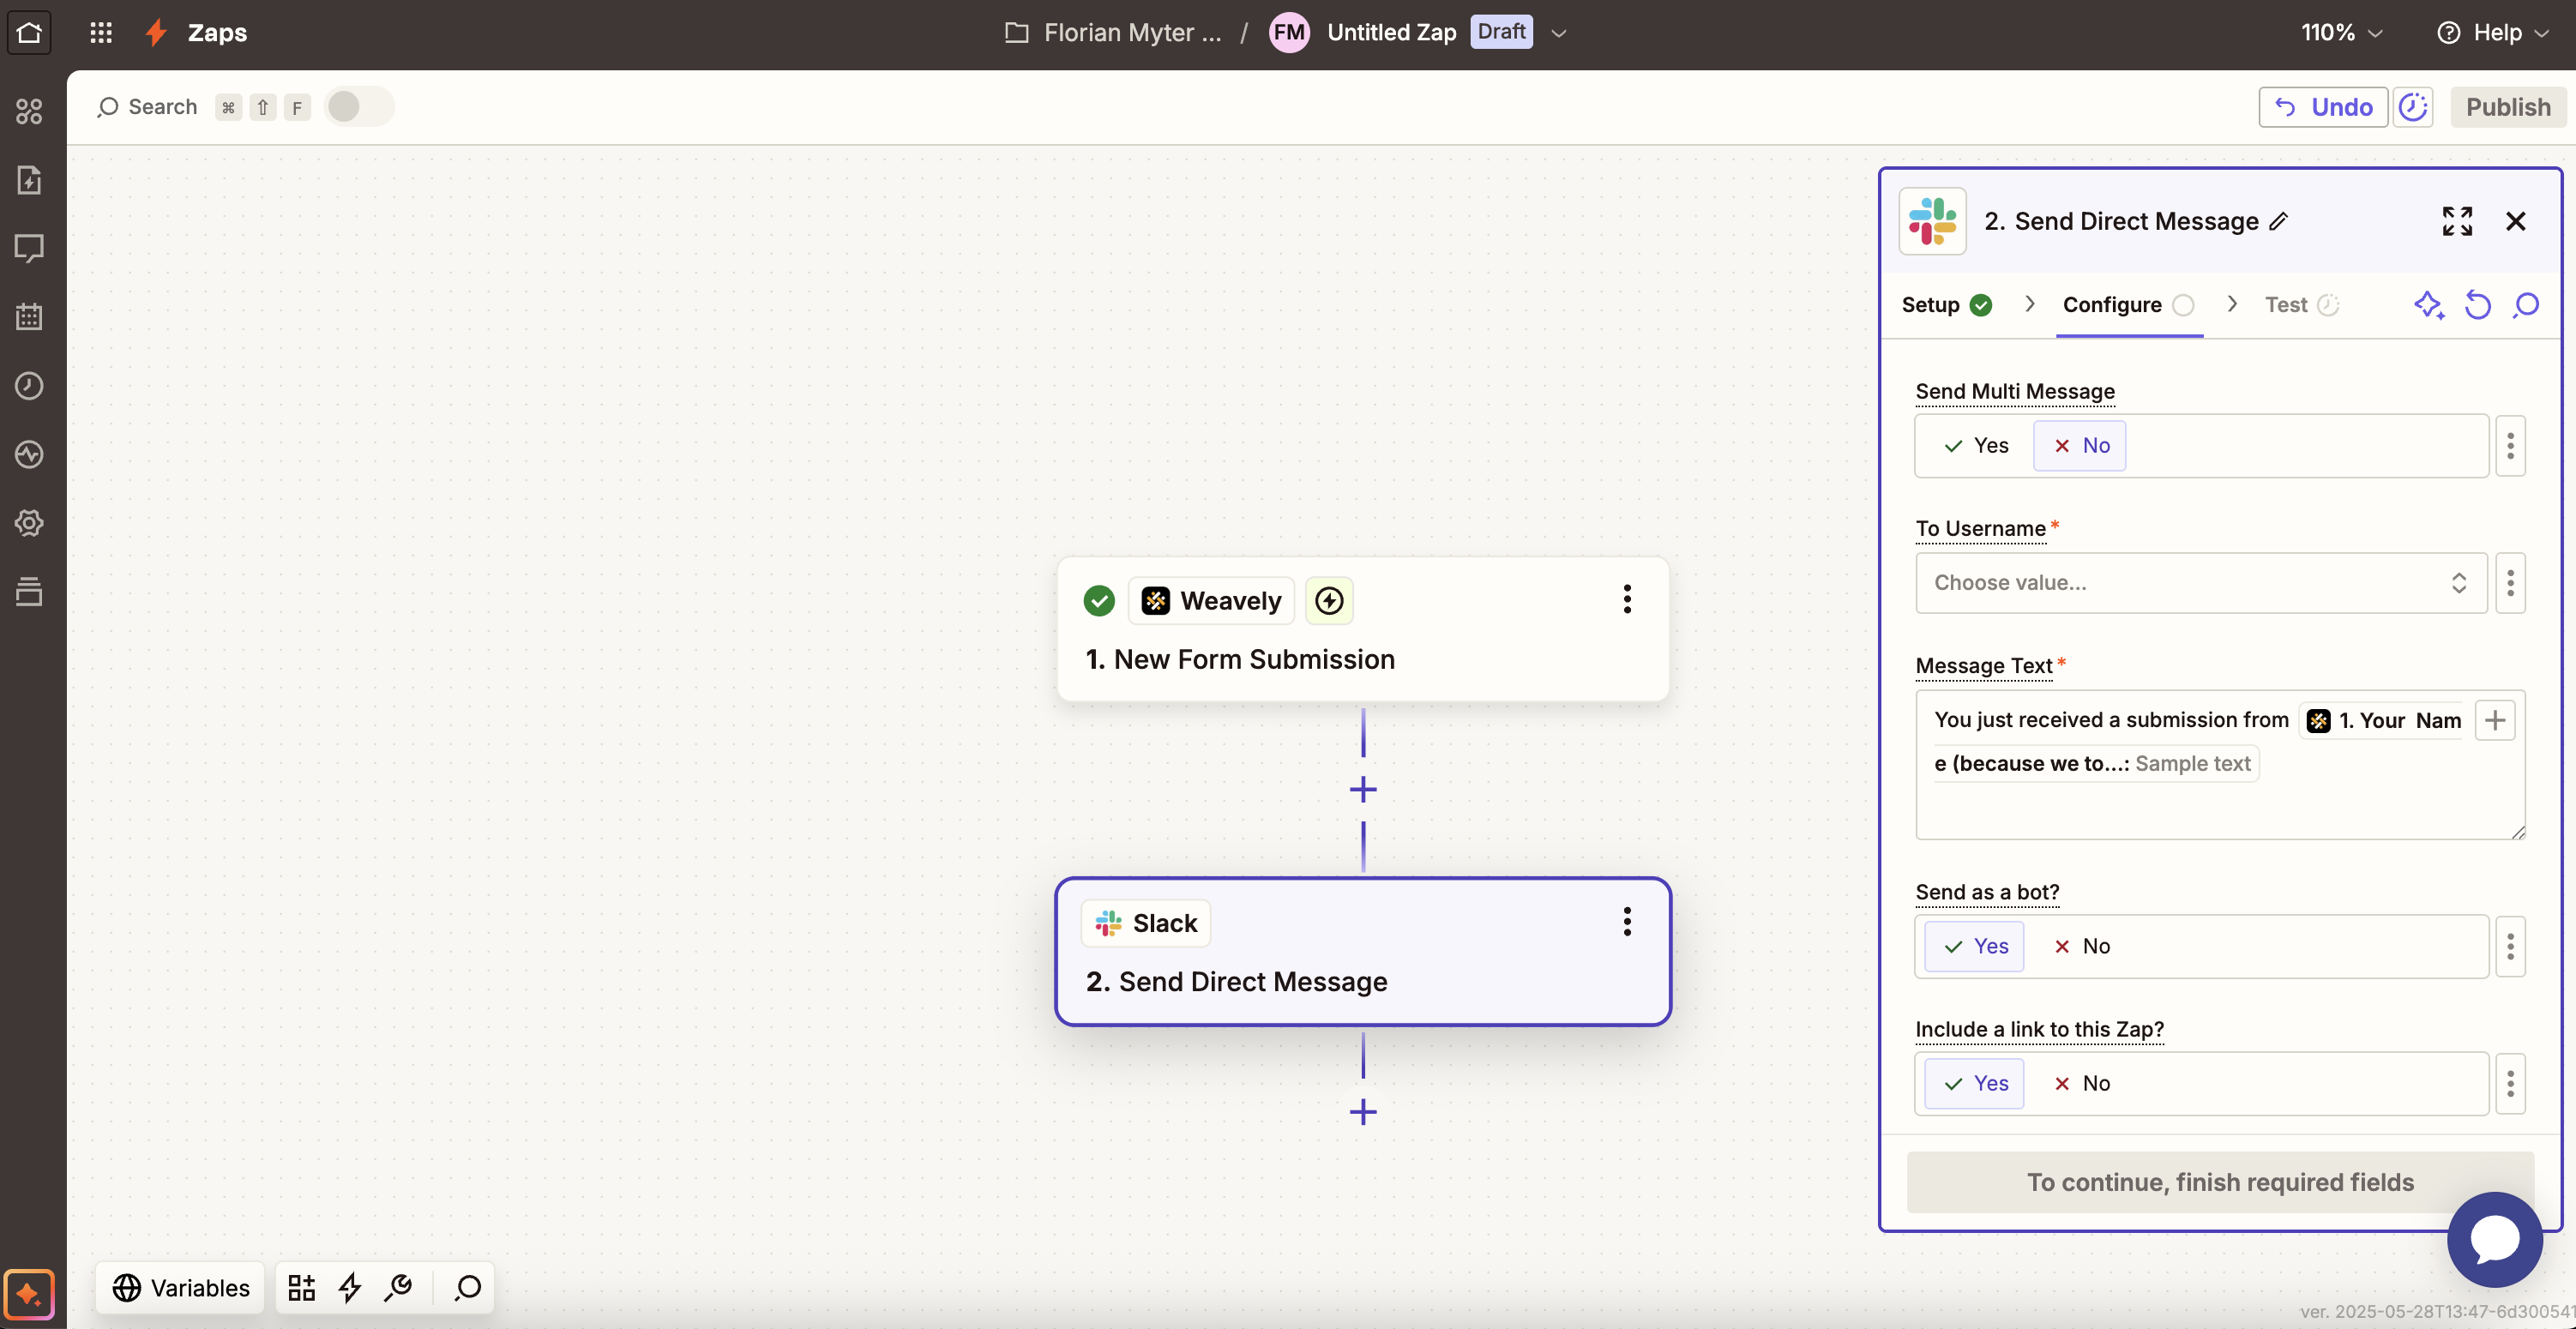 Zaps
Florian Myter ... / FM Untitled Zap Draft
110%
Help
Search ⌘ ⇧ F
Undo
Publish
2. Send Direct Message
Setup
Configure
Test
Send Multi Message
Yes No
To Username*
Choose value...
Message Text*
You just received a submission from 1. Your Nam
e (because we to...: Sample text
Send as a bot?
Yes No
Include a link to this Zap?
Yes No
To continue, finish required fields
Weavely
1. New Form Submission
Slack
2. Send Direct Message
Variables
ver. 2025-05-28T13:47-6d300541